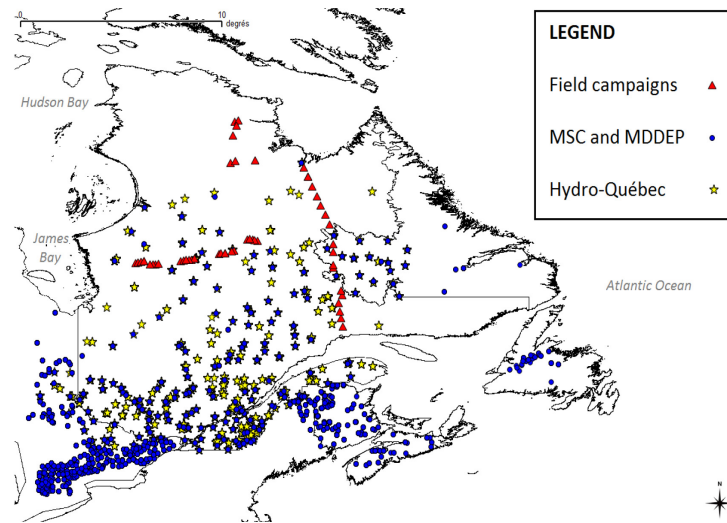 0 10 degrés
LEGEND
Field campaigns
MSC and MDDEP
Hydro-Québec
Hudson Bay
James
Bay
Atlantic Ocean
N